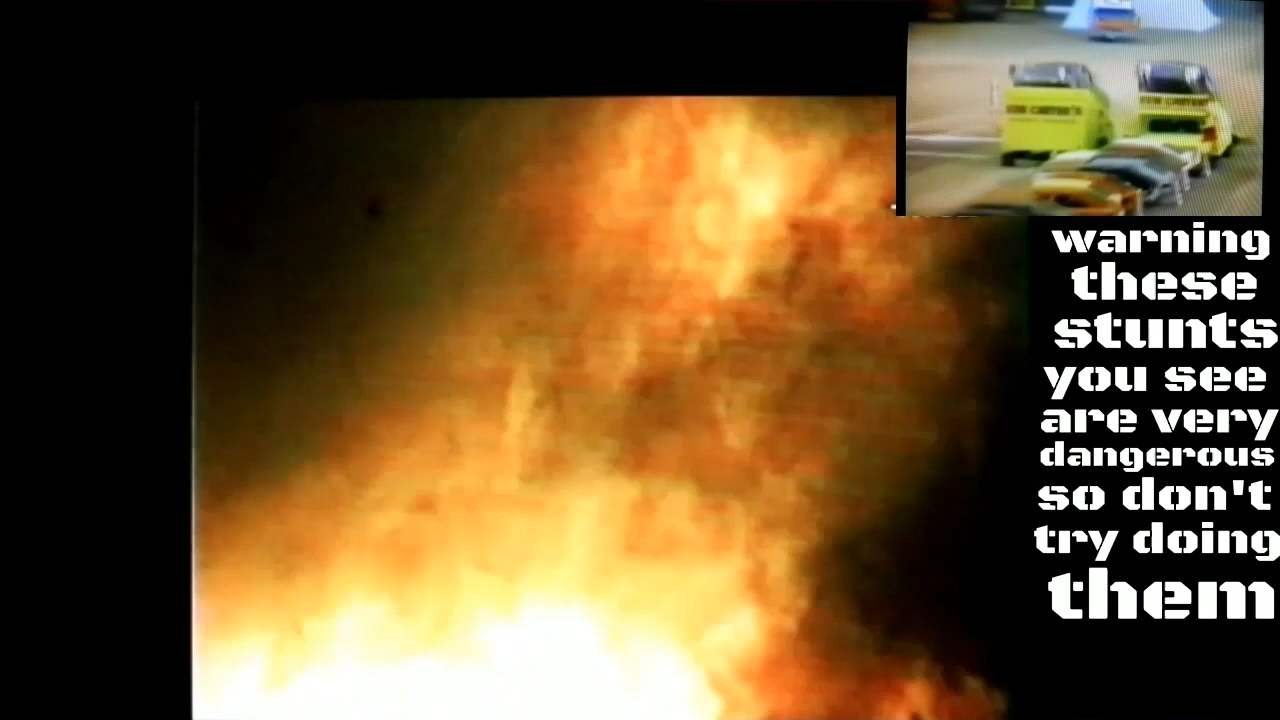 warning
these
stunts
you see
are very
dangerous
so don't
try doing
them